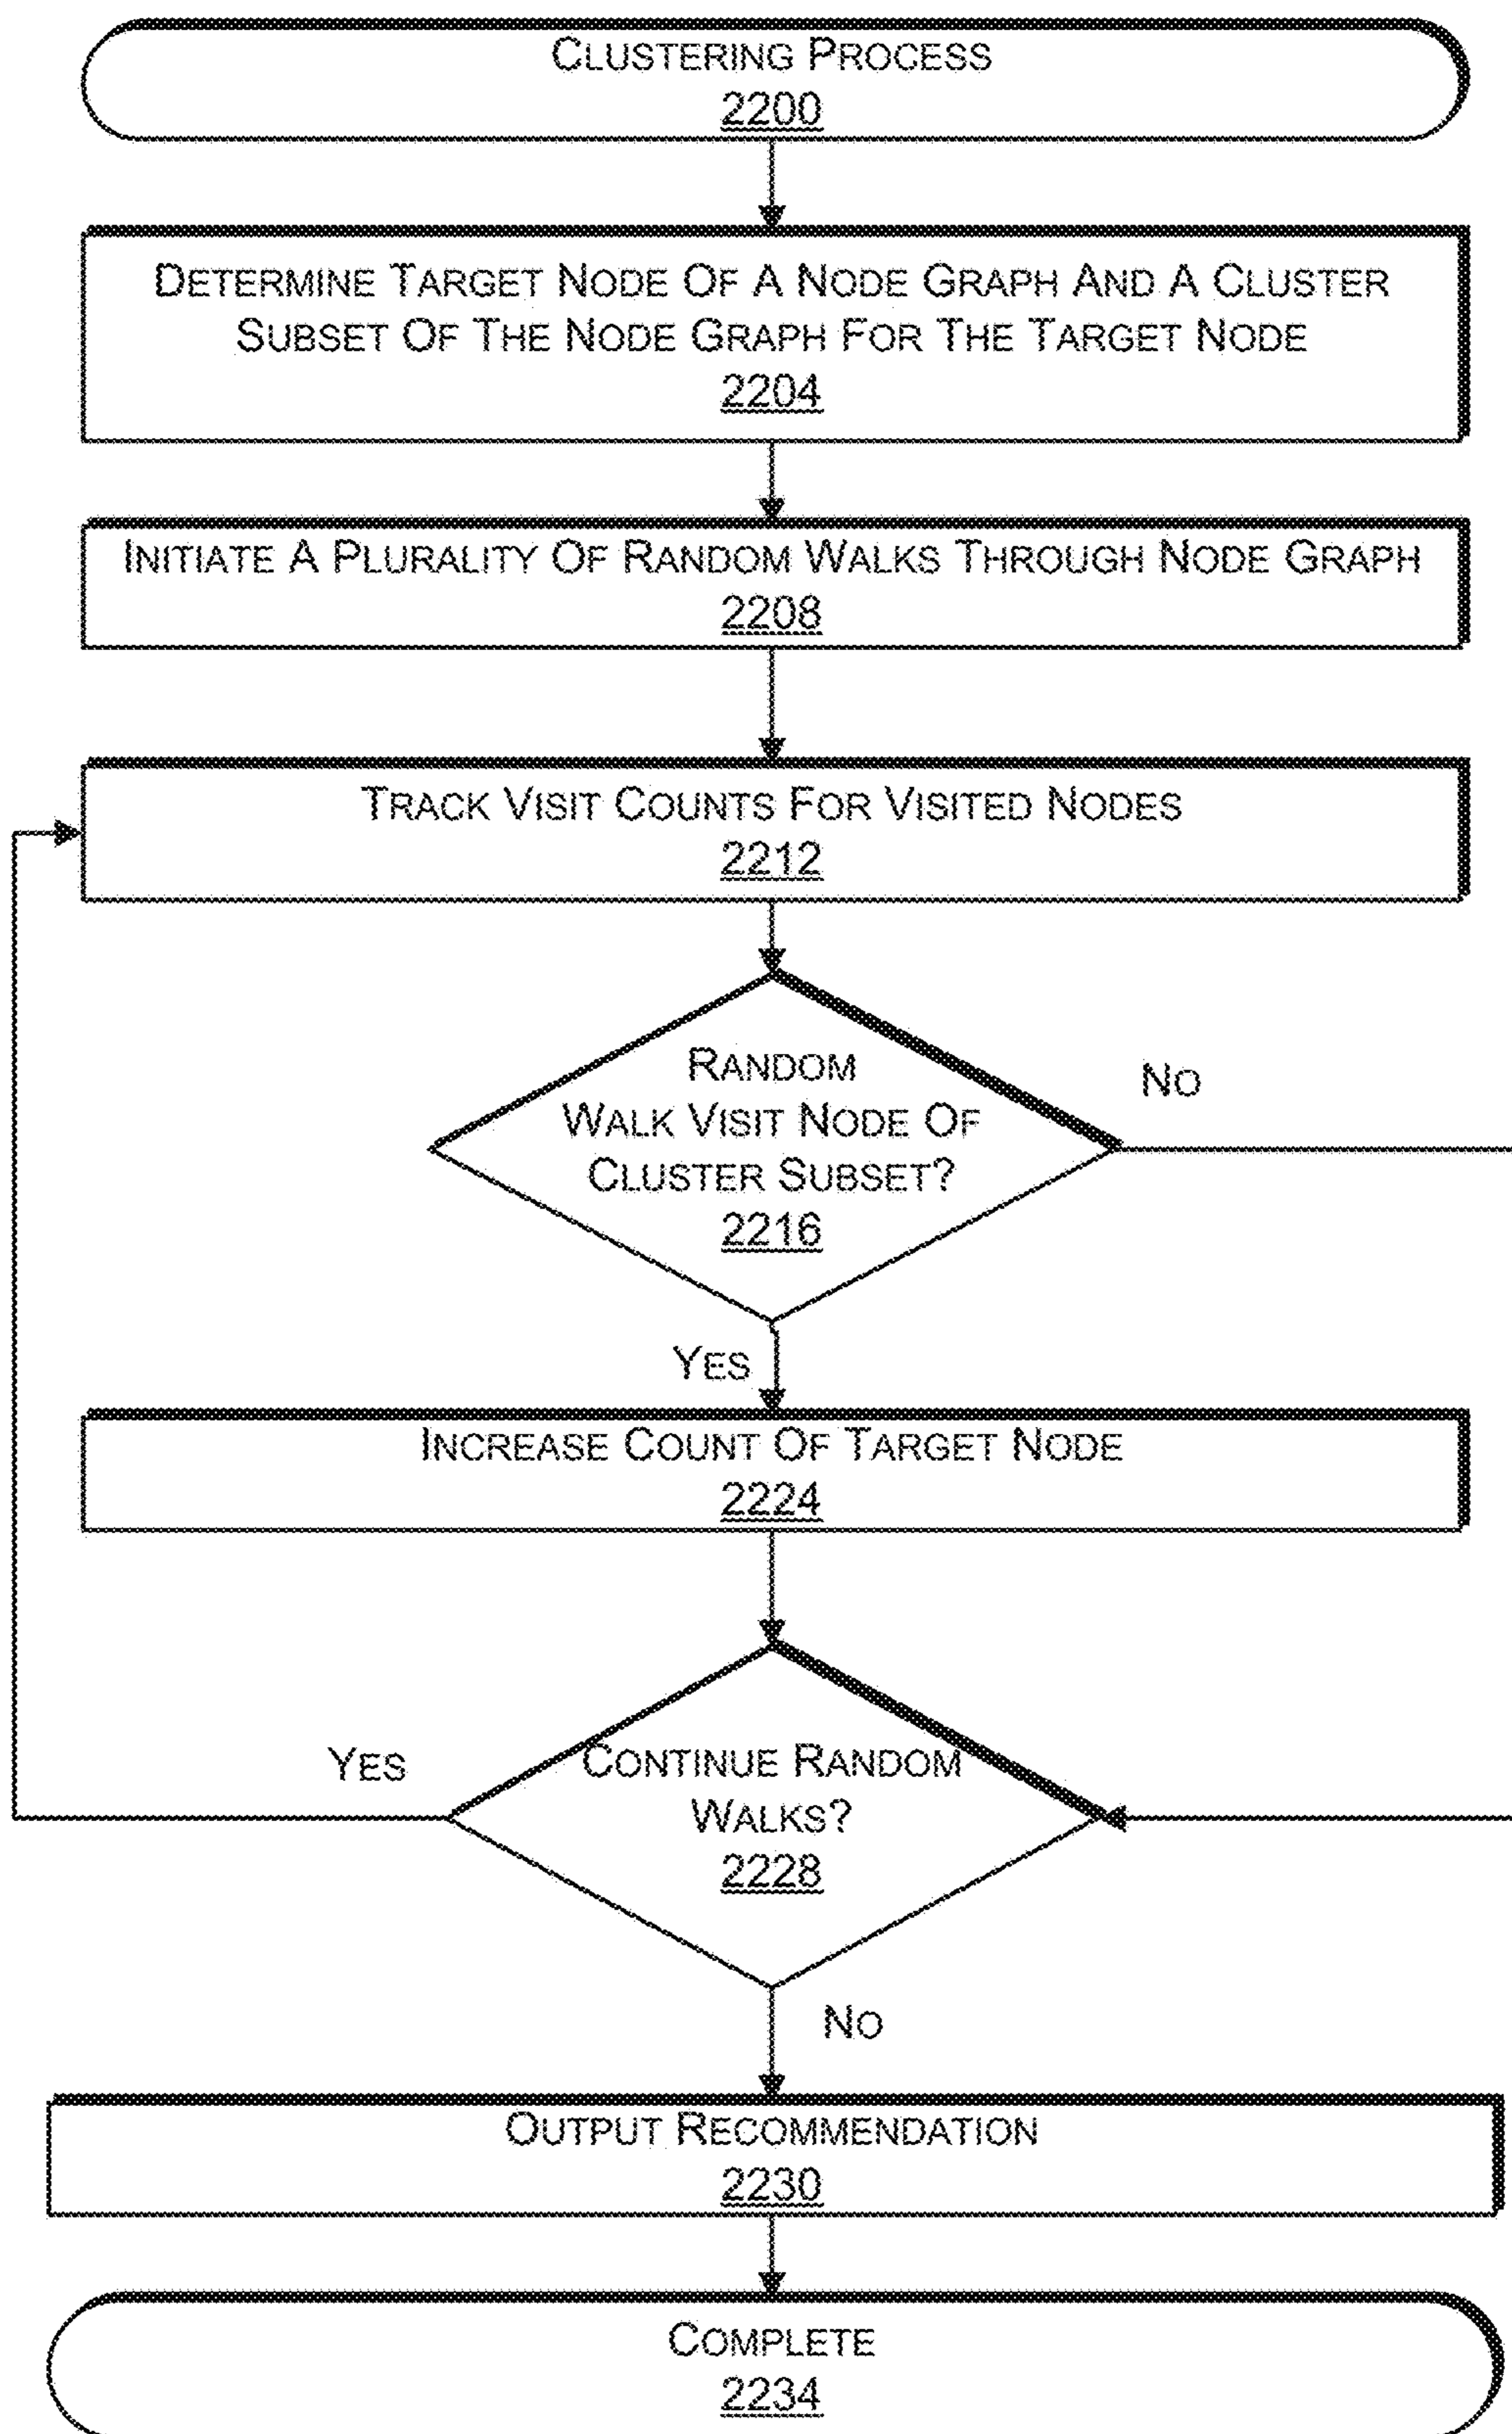 CLUSTERING PROCESS
2200
DETERMINE TARGET NODE OF A NODE GRAPH AND A CLUSTER
SUBSET OF THE NODE GRAPH FOR THE TARGET NODE
2204
INITIATE A PLURALITY OF RANDOM WALKS THROUGH NODE GRAPH
2208
TRACK VISIT COUNTS FOR VISITED NODES
2212
RANDOM
WALK VISIT NODE OF
CLUSTER SUBSET?
2216
NO
YES
INCREASE COUNT OF TARGET NODE
2224
CONTINUE RANDOM
WALKS?
2228
YES
NO
OUTPUT RECOMMENDATION
2230
COMPLETE
2234